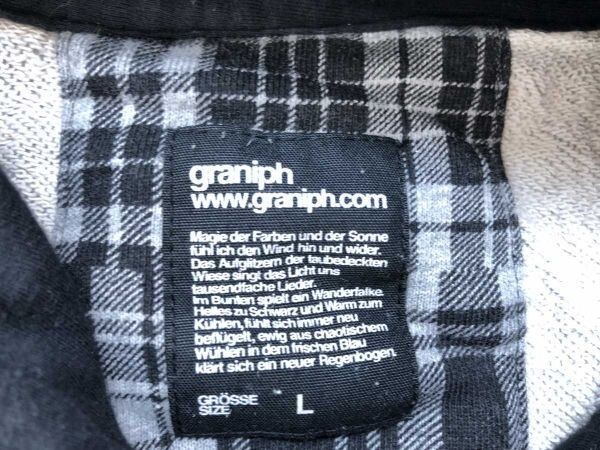 graniph
www.graniph.com
Magie der Farben und der Sonne
fühl ich den Wind hin und wider.
Das Aufglitzern der taubedeckten
Wiese singt das Licht uns
tausendfache Lieder.
Im Bunten spielt ein Wanderfalke.
Helles zu Schwarz und Warm zum
Kühlen, fühlt sich immer neu
beflügelt, ewig aus chaotischem
Wühlen in dem frischen Blau
klärt sich ein neuer Regenbogen.
GRÖSSE
SIZE L